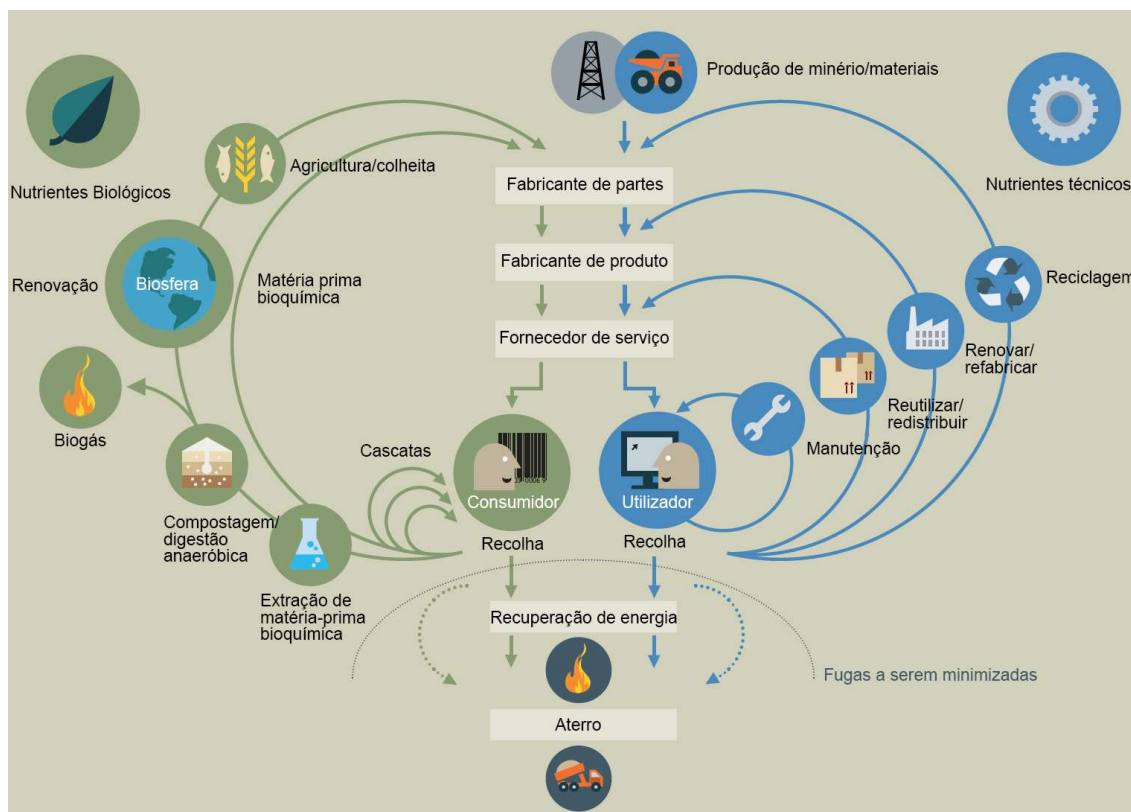 Produção de minério/materiais
Nutrientes Biológicos
Agricultura/colheita
Nutrientes técnicos
Fabricante de partes
Renovação
Biosfera
Matéria prima
bioquímica
Fabricante de produto
Reciclagem
Fornecedor de serviço
Renovar/
refabricar
Biogás
Reutilizar/
redistribuir
Cascatas
Manutenção
Consumidor
Utilizador
Compostagem/
digestão
anaeróbica
Recolha
Recolha
Extração de
matéria-prima
bioquímica
Recuperação de energia
Fugas a serem minimizadas
Aterro